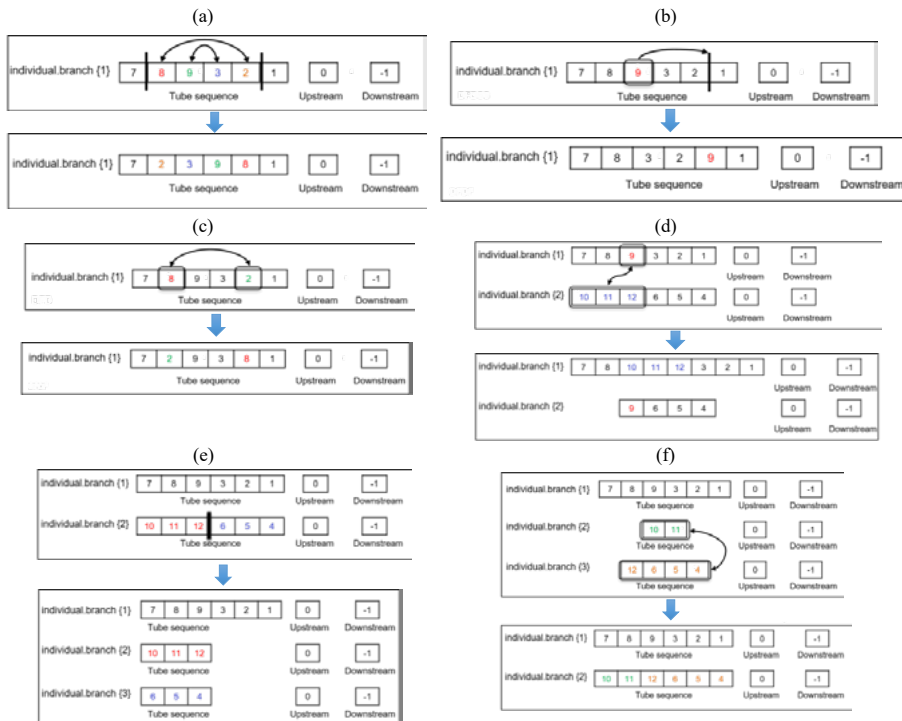 (a)
individual.branch {1} 7 8 9 3 2 1 0 -1
Tube sequence Upstream Downstream
individual.branch {1} 7 2 3 9 8 1 0 -1
Tube sequence Upstream Downstream
(b)
individual.branch {1} 7 8 9 3 2 1 0 -1
Tube sequence Upstream Downstream
individual.branch {1} 7 8 3 2 9 1 0 -1
Tube sequence Upstream Downstream
(c)
individual.branch {1} 7 8 9 3 2 1 0 -1
Tube sequence Upstream Downstream
individual.branch {1} 7 2 9 3 8 1 0 -1
Tube sequence Upstream Downstream
(d)
individual.branch {1} 7 8 9 3 2 1 0 -1
Upstream Downstream
individual.branch {2} 10 11 12 6 5 4 0 -1
Tube sequence Upstream Downstream
individual.branch {1} 7 8 10 11 12 3 2 1 0 -1
Tube sequence Upstream Downstream
individual.branch {2} 9 6 5 4 0 -1
Upstream Downstream
(e)
individual.branch {1} 7 8 9 3 2 1 0 -1
Tube sequence Upstream Downstream
individual.branch {2} 10 11 12 6 5 4 0 -1
Tube sequence Upstream Downstream
individual.branch {1} 7 8 9 3 2 1 0 -1
Tube sequence Upstream Downstream
individual.branch {2} 10 11 12 0 -1
Tube sequence Upstream Downstream
individual.branch {3} 6 5 4 0 -1
Tube sequence Upstream Downstream
(f)
individual.branch {1} 7 8 9 3 2 1 0 -1
Tube sequence Upstream Downstream
individual.branch {2} 10 11 0 -1
Tube sequence Upstream Downstream
individual.branch {3} 12 6 5 4 0 -1
Tube sequence Upstream Downstream
individual.branch {1} 7 8 9 3 2 1 0 -1
Tube sequence Upstream Downstream
individual.branch {2} 10 11 12 6 5 4 0 -1
Tube sequence Upstream Downstream